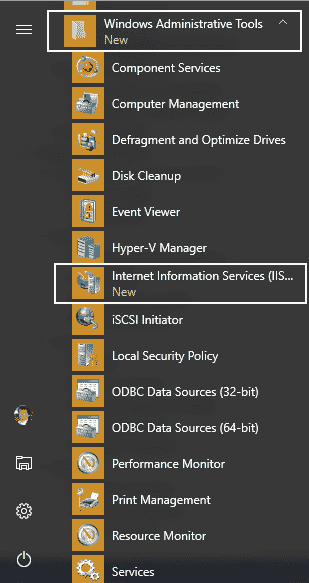 Windows Administrative Tools
New
Component Services
Computer Management
Defragment and Optimize Drives
Disk Cleanup
Event Viewer
Hyper-V Manager
Internet Information Services (IIS...
New
iSCSI Initiator
Local Security Policy
ODBC Data Sources (32-bit)
ODBC Data Sources (64-bit)
Performance Monitor
Print Management
Resource Monitor
Services